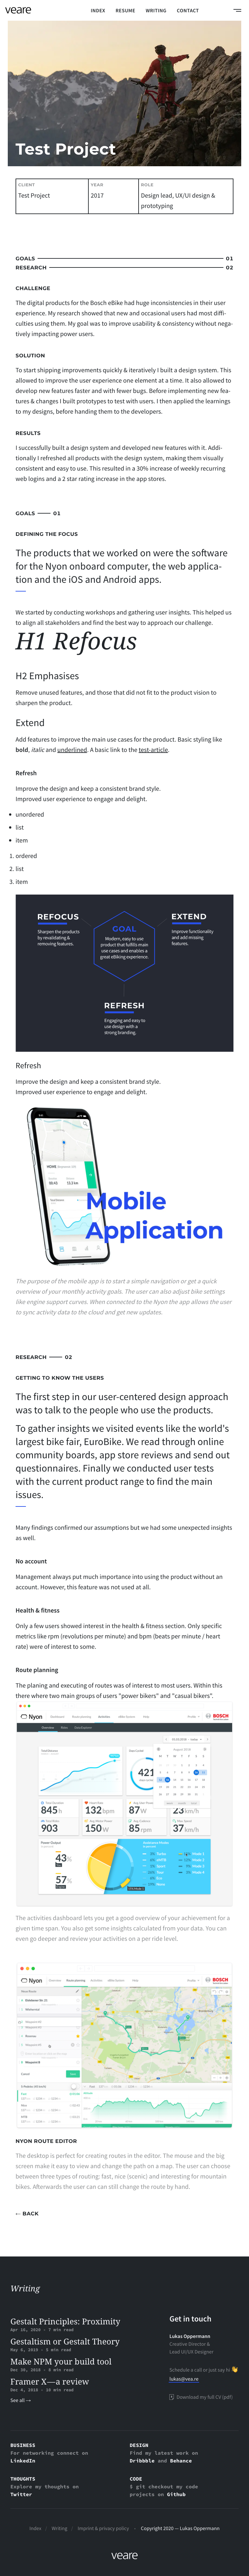 veare
INDEX RESUME WRITING CONTACT
Test Project
CLIENT
Test Project
YEAR
2017
ROLE
Design lead, UX/UI design &
prototyping
GOALS 01
RESEARCH 02
CHALLENGE
The digital products for the Bosch eBike had huge inconsistencies in their user
experience. My research showed that new and occasional users had most diffi-
culties using them. My goal was to improve usability & consistency without nega-
tively impacting power users.
SOLUTION
To start shipping improvements quickly & iteratively I build a design system. This
allowed to improve the user experience one element at a time. It also allowed to
develop new features faster with fewer bugs. Before implementing new fea-
tures & changes I built prototypes to test with users. I then applied the learnings
to my designs, before handing them to the developers.
RESULTS
I successfully built a design system and developed new features with it. Addi-
tionally I refreshed all products with the design system, making them visually
consistent and easy to use. This resulted in a 30% increase of weekly recurring
web logins and a 2 star rating increase in the app stores.
GOALS 01
DEFINING THE FOCUS
The products that we worked on were the software
for the Nyon onboard computer, the web applica-
tion and the iOS and Android apps.
We started by conducting workshops and gathering user insights. This helped us
to align all stakeholders and find the best way to approach our challenge.
H1 Refocus
H2 Emphasises
Remove unused features, and those that did not fit to the product vision to
sharpen the product.
Extend
Add features to improve the main use cases for the product. Basic styling like
bold, italic and underlined. A basic link to the test-article.
Refresh
Improve the design and keep a consistent brand style.
Improved user experience to engage and delight.
• unordered
• list
• item
1. ordered
2. list
3. item
REFOCUS
Sharpen the products
by revalidating &
removing features.
GOAL
Modern, easy to use
product that fulfills main
use cases and enables a
great eBiking experience.
EXTEND
Improve functionality
and add missing
features.
REFRESH
Engaging and easy to
use design with a
strong branding.
Refresh
Improve the design and keep a consistent brand style.
Improved user experience to engage and delight.
Mobile
Application
The purpose of the mobile app is to start a simple navigation or get a quick
overview of your monthly activity goals. The user can also adjust bike settings
like engine support curves. When connected to the Nyon the app allows the user
to sync activity data to the cloud and get new updates.
RESEARCH 02
GETTING TO KNOW THE USERS
The first step in our user-centered design approach
was to talk to the people who use the products.
To gather insights we visited events like the world's
largest bike fair, EuroBike. We read through online
community boards, app store reviews and send out
questionnaires. Finally we conducted user tests
with the current product range to find the main
issues.
Many findings confirmed our assumptions but we had some unexpected insights
as well.
No account
Management always put much importance into using the product without an
account. However, this feature was not used at all.
Health & fitness
Only a few users showed interest in the health & fitness section. Only specific
metrics like rpm (revolutions per minute) and bpm (beats per minute / heart
rate) were of interest to some.
Route planning
The planing and executing of routes was of interest to most users. Within this
there where two main groups of users "power bikers" and "casual bikers".
Nyon
BOSCH
845
132
87
23 km/h
903
150
85
37 km/h
43
57
The activities dashboard lets you get a good overview of your achievement for a
given time span. You also get some insights calculated from your data. You can
even go deeper and review your activities on a per ride level.
Nyon
BOSCH
NYON ROUTE EDITOR
The desktop is perfect for creating routes in the editor. The mouse and the big
screen make it easy to view and change the path on a map. The user can choose
between three types of routing; fast, nice (scenic) and interesting for mountain
bikes. Afterwards the user can can still change the route by hand.
← BACK
Writing
Gestalt Principles: Proximity
Gestaltism or Gestalt Theory
Make NPM your build tool
Framer X—a review
See all →
Get in touch
Lukas Oppermann
Creative Director &
Lead UI/UX Designer
Schedule a call or just say hi 👋
lukas@vea.re
Download my full CV (pdf)
BUSINESS
For networking connect on
LinkedIn
DESIGN
Find my latest work on
Dribbble and Behance
THOUGHTS
Explore my thoughts on
Twitter
CODE
$ git checkout my code
projects on Github
Index / Writing / Imprint & privacy policy - Copyright 2020 — Lukas Oppermann
veare